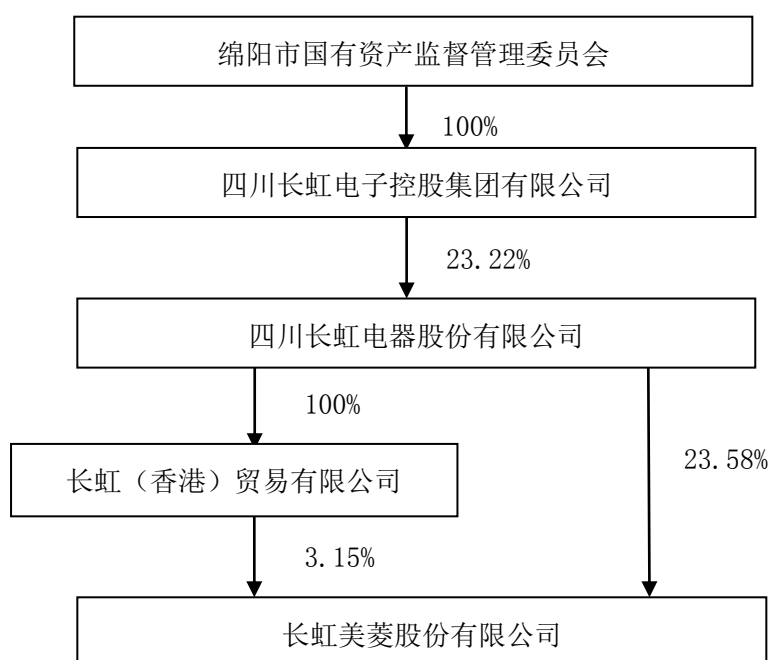 绵阳市国有资产监督管理委员会
100%
四川长虹电子控股集团有限公司
23.22%
四川长虹电器股份有限公司
100%
长虹（香港）贸易有限公司
23.58%
3.15%
长虹美菱股份有限公司